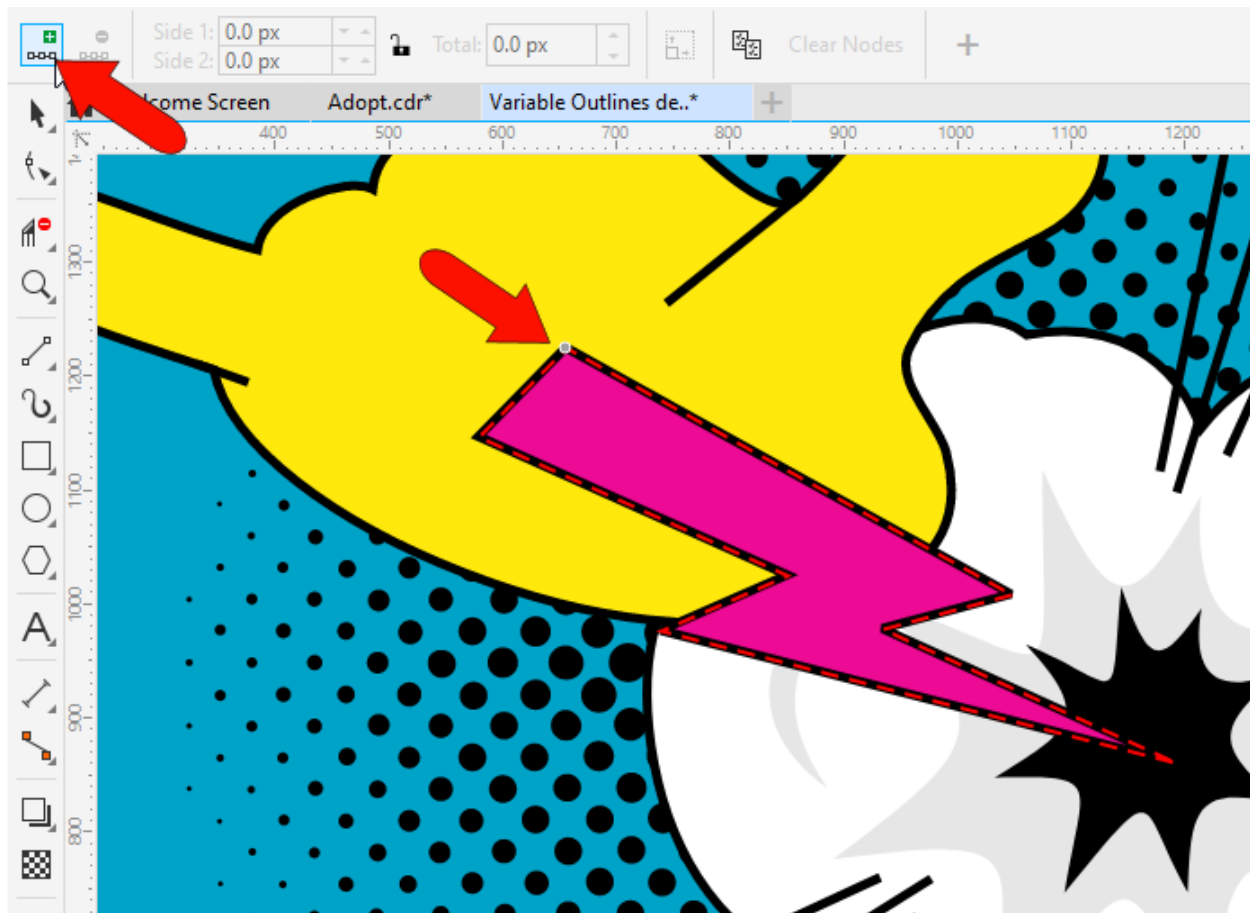 Side 1: 0.0 px
Side 2: 0.0 px
Total: 0.0 px
Clear Nodes
come Screen
Adopt.cdr*
Variable Outlines de..*
400 500 600 700 800 900 1000 1100 1200
1300
1200
1100
1000
900
800